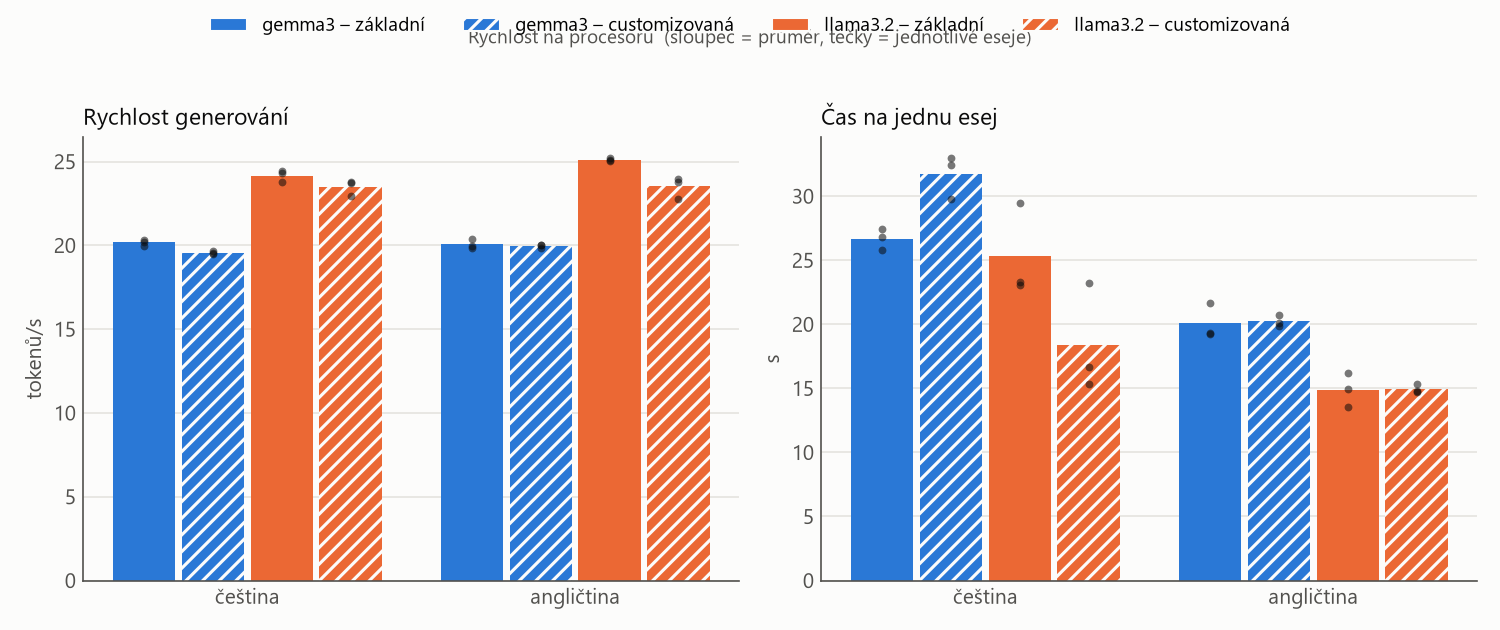 gemma3 – základní gemma3 – customizovaná llama3.2 – základní llama3.2 – customizovaná
Rychlost na procesoru (sloupec = průměr, tečky = jednotlivé eseje)
Rychlost generování
Čas na jednu esej
tokenů/s
25
20
15
10
5
0
čeština angličtina
s
30
25
20
15
10
5
0
čeština angličtina